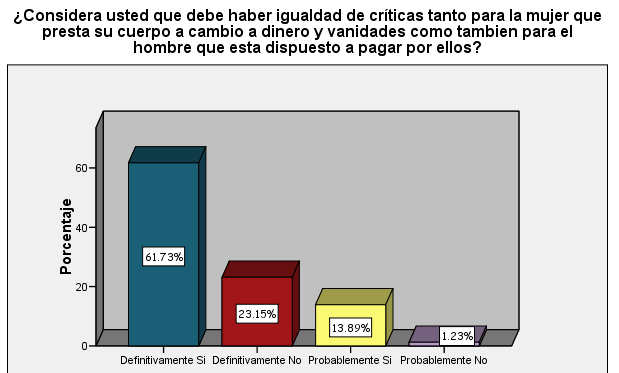 ¿Considera usted que debe haber igualdad de críticas tanto para la mujer que
presta su cuerpo a cambio a dinero y vanidades como tambien para el
hombre que esta dispuesto a pagar por ellos?
Porcentaje
60
40
20
0
61.73%
23.15%
13.89%
1.23%
Definitivamente Si
Definitivamente No
Probablemente Si
Probablemente No